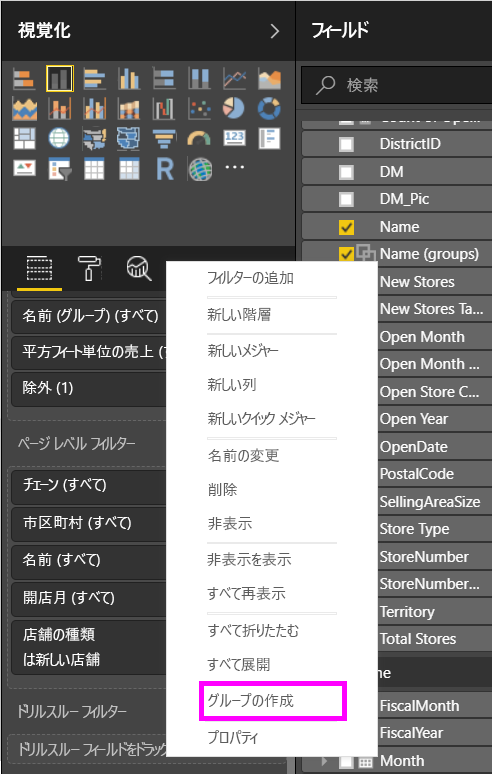 視覚化
フィールド
検索
DistrictID
DM
DM_Pic
Name
Name (groups)
New Stores
New Stores Ta...
Open Month
Open Month ...
Open Store C...
Open Year
OpenDate
PostalCode
SellingAreaSize
Store Type
StoreNumber
StoreNumber...
Territory
Total Stores
FiscalMonth
FiscalYear
Month
123
R
名前 (グループ) (すべて)
平方フィート単位の売上 (
除外 (1)
ページ レベル フィルター
チェーン (すべて)
市区町村 (すべて)
名前 (すべて)
開店月 (すべて)
店舗の種類
は新しい店舗
ドリルスルー フィルター
ドリルスルー フィールドをドラッ
フィルターの追加
新しい階層
新しいメジャー
新しい列
新しいクイック メジャー
名前の変更
削除
非表示
非表示を表示
すべて再表示
すべて折りたたむ
すべて展開
グループの作成
プロパティ